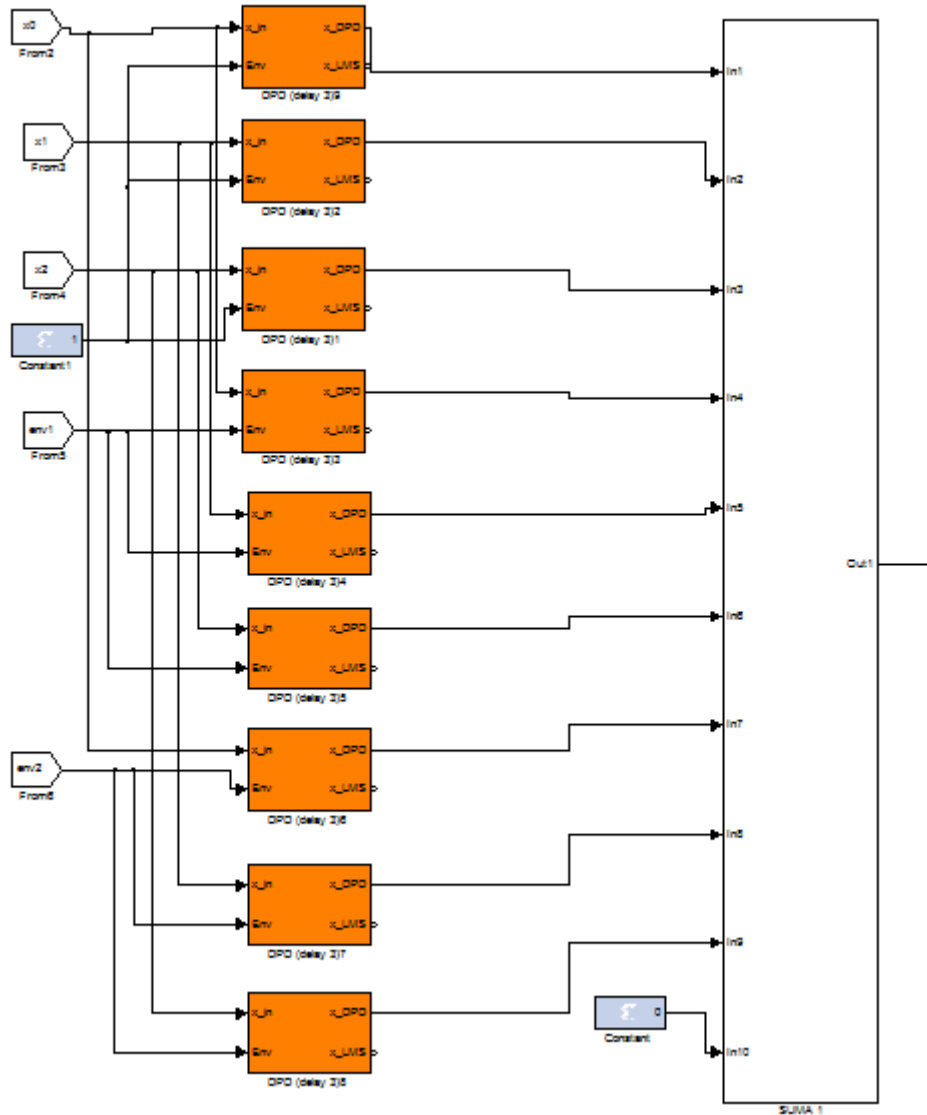 x0
From2
x_in
Env
x_DPD
x_LMS
DPD (delay 3)9
In1
x1
From3
x_in
Env
x_DPD
x_LMS
DPD (delay 3)2
In2
x2
From4
x_in
Env
x_DPD
x_LMS
DPD (delay 3)1
In3
1
Constant1
x_in
Env
x_DPD
x_LMS
DPD (delay 3)3
In4
env1
From5
x_in
Env
x_DPD
x_LMS
DPD (delay 3)4
In5
Out1
x_in
Env
x_DPD
x_LMS
DPD (delay 3)5
In6
x_in
Env
x_DPD
x_LMS
DPD (delay 3)6
In7
env2
From6
x_in
Env
x_DPD
x_LMS
DPD (delay 3)7
In8
x_in
Env
x_DPD
x_LMS
DPD (delay 3)8
In9
0
Constant
In10
SUMA 1